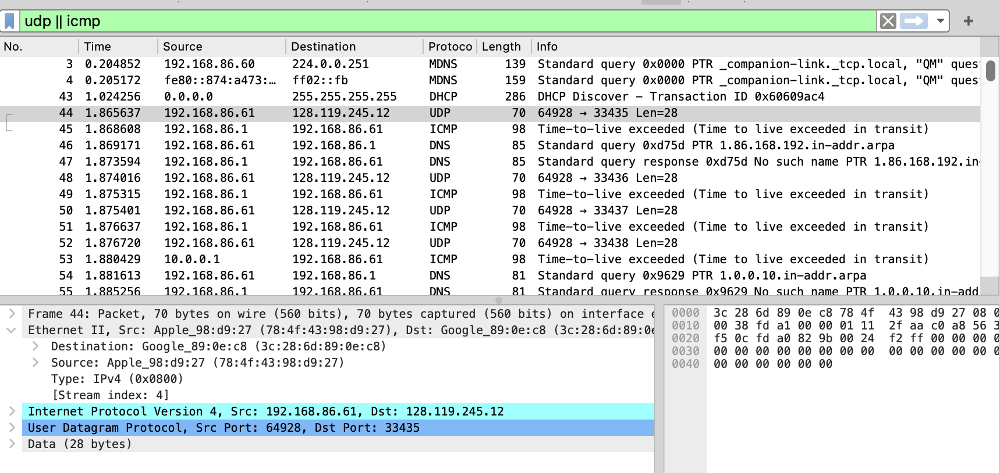 udp || icmp
No. Time Source Destination Protoco Length Info
3 0.204852 192.168.86.60 224.0.0.251 MDNS 139 Standard query 0x0000 PTR _companion-link._tcp.local, "QM" ques
4 0.205172 fe80::874:a473:… ff02::fb MDNS 159 Standard query 0x0000 PTR _companion-link._tcp.local, "QM" ques
43 1.024256 0.0.0.0 255.255.255.255 DHCP 286 DHCP Discover - Transaction ID 0x60609ac4
44 1.865637 192.168.86.61 128.119.245.12 UDP 70 64928 → 33435 Len=28
45 1.868608 192.168.86.1 192.168.86.61 ICMP 98 Time-to-live exceeded (Time to live exceeded in transit)
46 1.869171 192.168.86.61 192.168.86.1 DNS 85 Standard query 0xd75d PTR 1.86.168.192.in-addr.arpa
47 1.873594 192.168.86.1 192.168.86.61 DNS 85 Standard query response 0xd75d No such name PTR 1.86.168.192.in-
48 1.874016 192.168.86.61 128.119.245.12 UDP 70 64928 → 33436 Len=28
49 1.875315 192.168.86.1 192.168.86.61 ICMP 98 Time-to-live exceeded (Time to live exceeded in transit)
50 1.875401 192.168.86.61 128.119.245.12 UDP 70 64928 → 33437 Len=28
51 1.876637 192.168.86.1 192.168.86.61 ICMP 98 Time-to-live exceeded (Time to live exceeded in transit)
52 1.876720 192.168.86.61 128.119.245.12 UDP 70 64928 → 33438 Len=28
53 1.880429 10.0.0.1 192.168.86.61 ICMP 98 Time-to-live exceeded (Time to live exceeded in transit)
54 1.881613 192.168.86.61 192.168.86.1 DNS 81 Standard query 0x9629 PTR 1.0.0.10.in-addr.arpa
55 1.885256 192.168.86.1 192.168.86.61 DNS 81 Standard query response 0x9629 No such name PTR 1.0.0.10.in-add
Frame 44: Packet, 70 bytes on wire (560 bits), 70 bytes captured (560 bits) on interface
Ethernet II, Src: Apple_98:d9:27 (78:4f:43:98:d9:27), Dst: Google_89:0e:c8 (3c:28:6d:89:0e
Destination: Google_89:0e:c8 (3c:28:6d:89:0e:c8)
Source: Apple_98:d9:27 (78:4f:43:98:d9:27)
Type: IPv4 (0x0800)
[Stream index: 4]
Internet Protocol Version 4, Src: 192.168.86.61, Dst: 128.119.245.12
User Datagram Protocol, Src Port: 64928, Dst Port: 33435
Data (28 bytes)
0000 3c 28 6d 89 0e c8 78 4f 43 98 d9 27 08 0
0010 00 38 fd a1 00 00 01 11 2f aa c0 a8 56 3
0020 f5 0c fd a0 82 9b 00 24 f2 ff 00 00 00 0
0030 00 00 00 00 00 00 00 00 00 00 00 00 00 0
0040 00 00 00 00 00 00